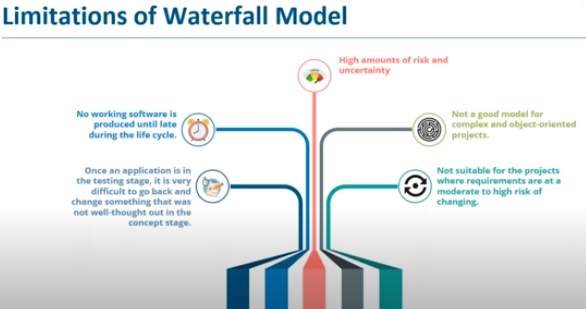 Limitations of Waterfall Model
High amounts of risk and
uncertainty
No working software is
produced until late
during the life cycle.
Not a good model for
complex and object-oriented
projects.
Once an application is in
the testing stage, it is very
difficult to go back and
change something that was
not well-thought out in the
concept stage.
Not suitable for the projects
where requirements are at a
moderate to high risk of
changing.